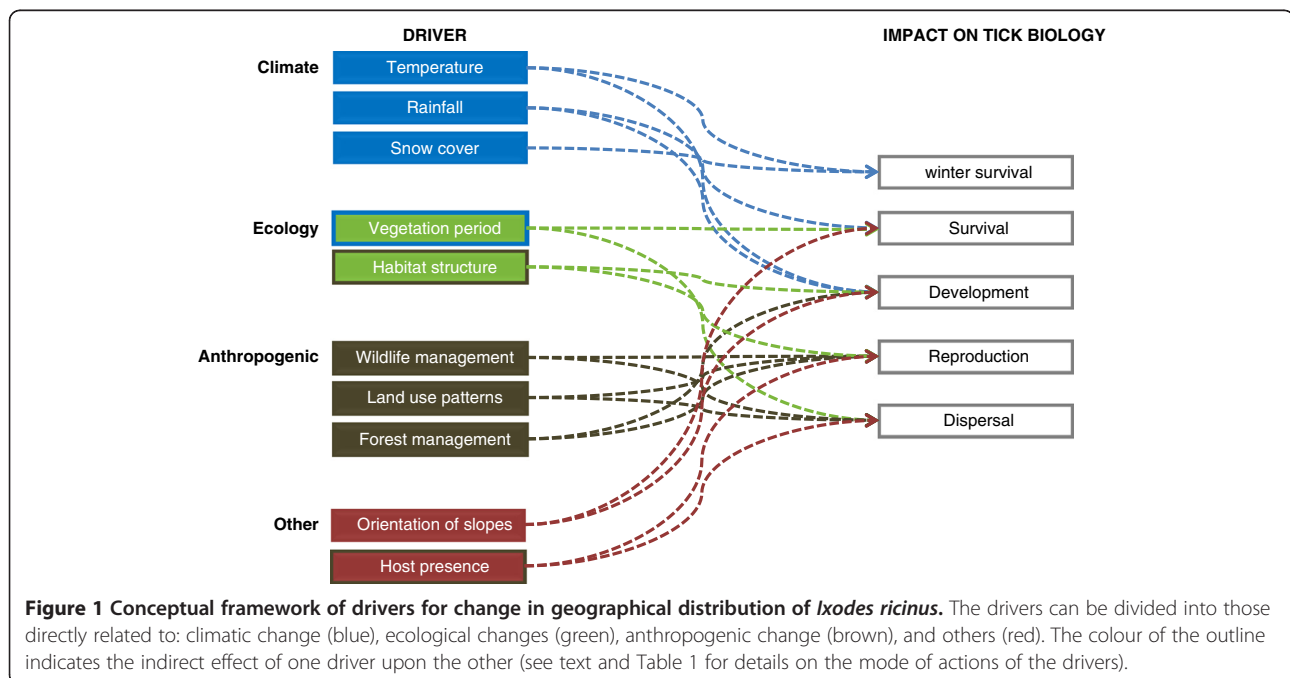 DRIVER
IMPACT ON TICK BIOLOGY
Climate
Temperature
Rainfall
Snow cover
winter survival
Ecology
Vegetation period
Survival
Habitat structure
Development
Anthropogenic
Wildlife management
Reproduction
Land use patterns
Dispersal
Forest management
Other
Orientation of slopes
Host presence
Figure 1 Conceptual framework of drivers for change in geographical distribution of Ixodes ricinus. The drivers can be divided into those
directly related to: climatic change (blue), ecological changes (green), anthropogenic change (brown), and others (red). The colour of the outline
indicates the indirect effect of one driver upon the other (see text and Table 1 for details on the mode of actions of the drivers).